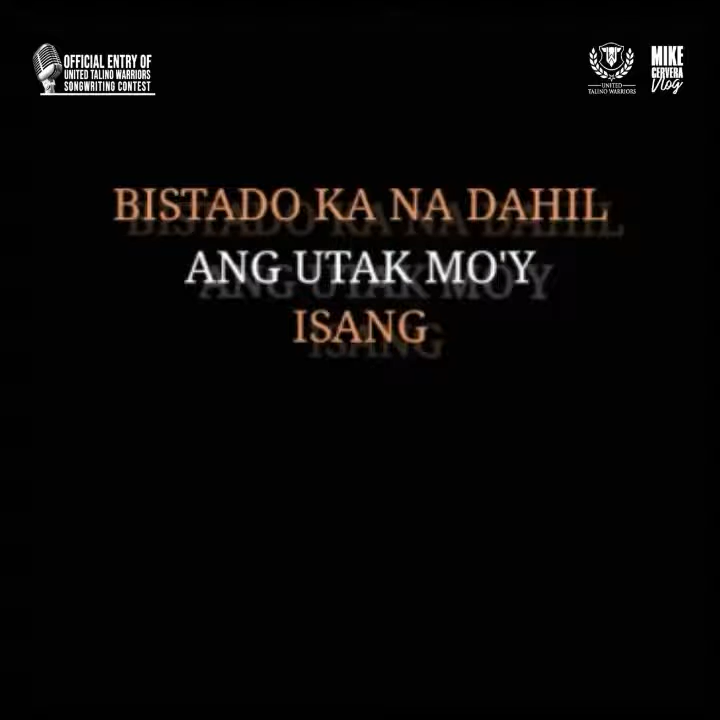 OFFICIAL ENTRY OF
UNITED TALINO WARRIORS
SONGWRITING CONTEST
UNITED
TALINO WARRIORS
MIKE
CERVERA
Vlog
BISTADO KA NA DAHIL
ANG UTAK MO'Y
ISANG